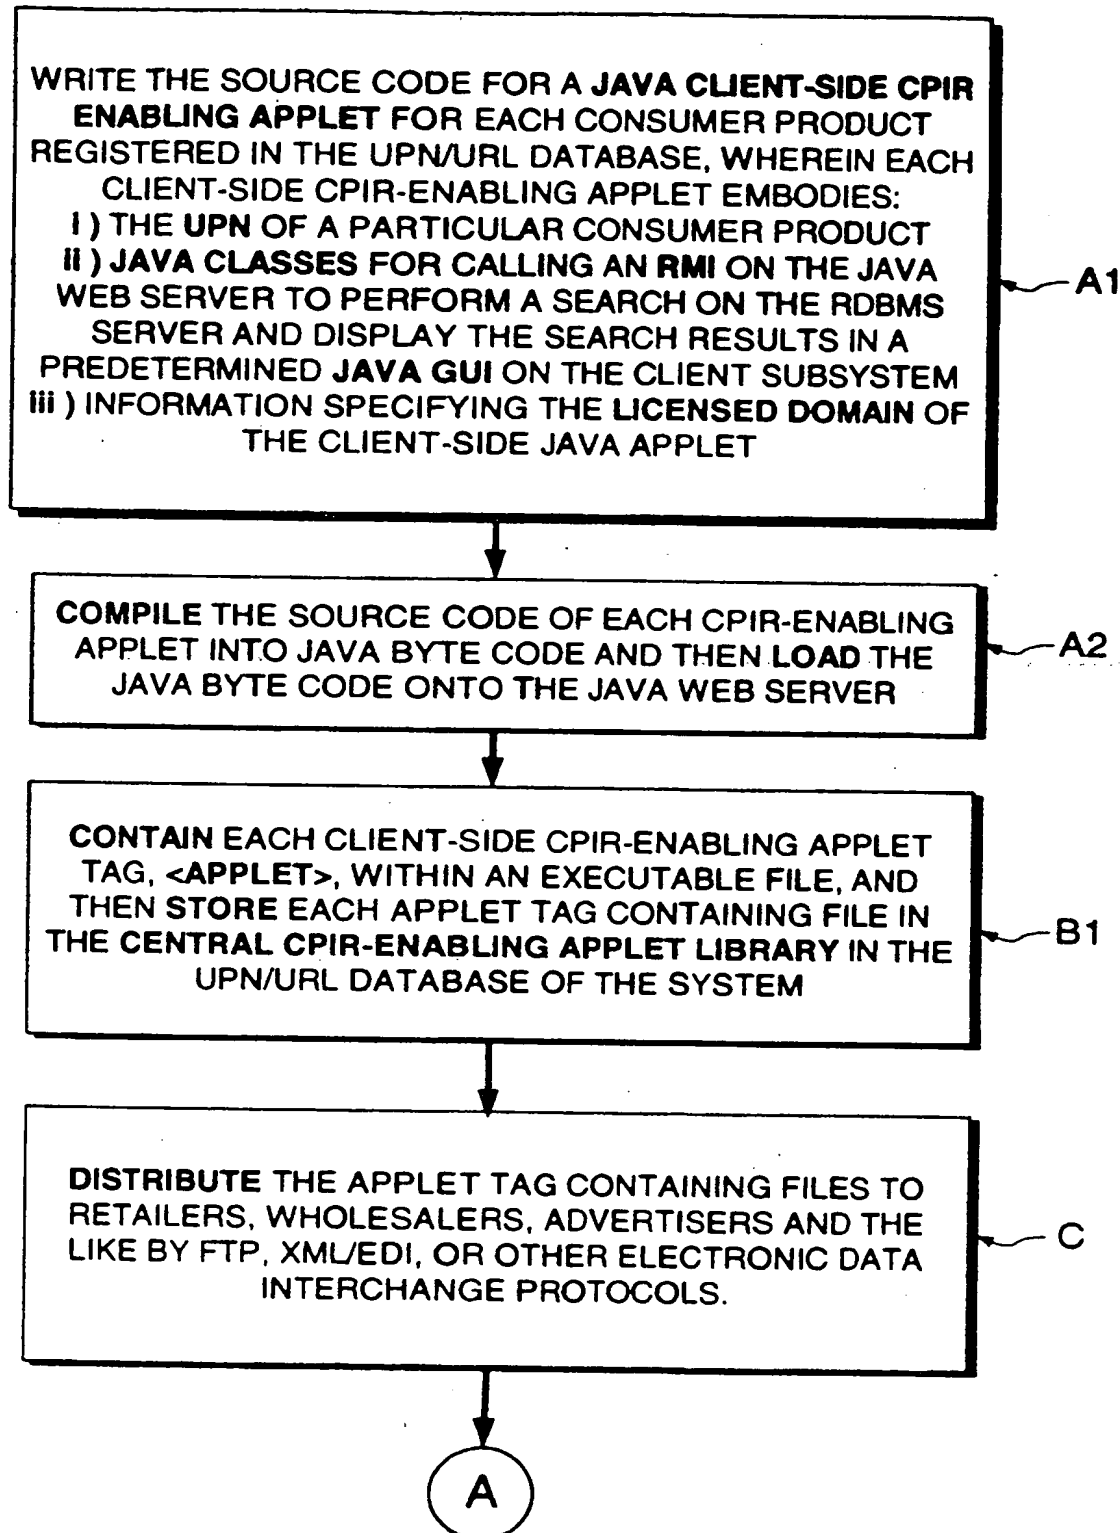 WRITE THE SOURCE CODE FOR A JAVA CLIENT-SIDE CPIR
ENABLING APPLET FOR EACH CONSUMER PRODUCT
REGISTERED IN THE UPN/URL DATABASE, WHEREIN EACH
CLIENT-SIDE CPIR-ENABLING APPLET EMBODIES:
i ) THE UPN OF A PARTICULAR CONSUMER PRODUCT
ii ) JAVA CLASSES FOR CALLING AN RMI ON THE JAVA
WEB SERVER TO PERFORM A SEARCH ON THE RDBMS
SERVER AND DISPLAY THE SEARCH RESULTS IN A
PREDETERMINED JAVA GUI ON THE CLIENT SUBSYSTEM
iii ) INFORMATION SPECIFYING THE LICENSED DOMAIN OF
THE CLIENT-SIDE JAVA APPLET
A1
COMPILE THE SOURCE CODE OF EACH CPIR-ENABLING
APPLET INTO JAVA BYTE CODE AND THEN LOAD THE
JAVA BYTE CODE ONTO THE JAVA WEB SERVER
A2
CONTAIN EACH CLIENT-SIDE CPIR-ENABLING APPLET
TAG, <APPLET>, WITHIN AN EXECUTABLE FILE, AND
THEN STORE EACH APPLET TAG CONTAINING FILE IN
THE CENTRAL CPIR-ENABLING APPLET LIBRARY IN THE
UPN/URL DATABASE OF THE SYSTEM
B1
DISTRIBUTE THE APPLET TAG CONTAINING FILES TO
RETAILERS, WHOLESALERS, ADVERTISERS AND THE
LIKE BY FTP, XML/EDI, OR OTHER ELECTRONIC DATA
INTERCHANGE PROTOCOLS.
C
A